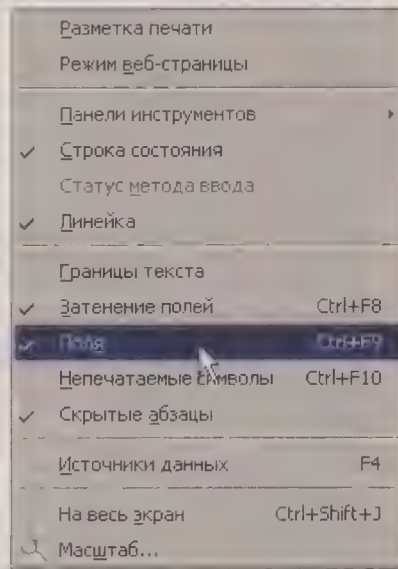 Разметка печати
Режим веб-страницы
Панели инструментов
Строка состояния
Статус метода ввода
Линейка
Границы текста
Затенение полей Ctrl+F8
Поля Ctrl+F9
Непечатаемые символы Ctrl+F10
Скрытые абзацы
Источники данных F4
На весь экран Ctrl+Shift+J
Масштаб...